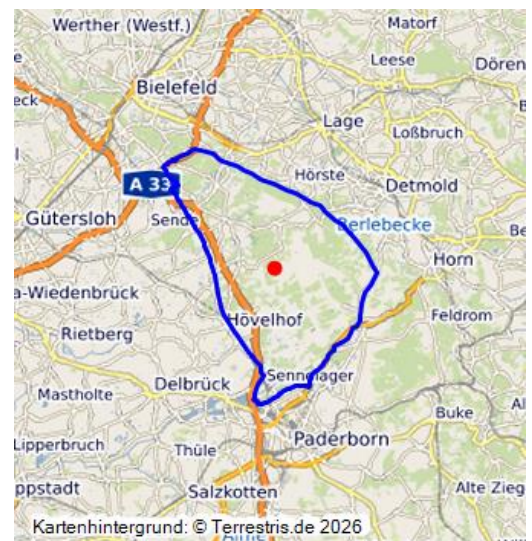 Werther (Westf.)
Matorf
Leese
Dören
Bielefeld
eck
Lage
Loßbruch
Hörste
Detmold
A 33
Gütersloh
Sende
Berlebecke
Be
Horn
a-Wiedenbrück
Hövelhof
Feldrom
Rietberg
Delbrück
Sennelager
Mastholte
Buke
Lipperbruch
Thüle
Paderborn
ppstadt
Salzkotten
Alte Zieg
Kartenhintergrund: © Terrestris.de 2026